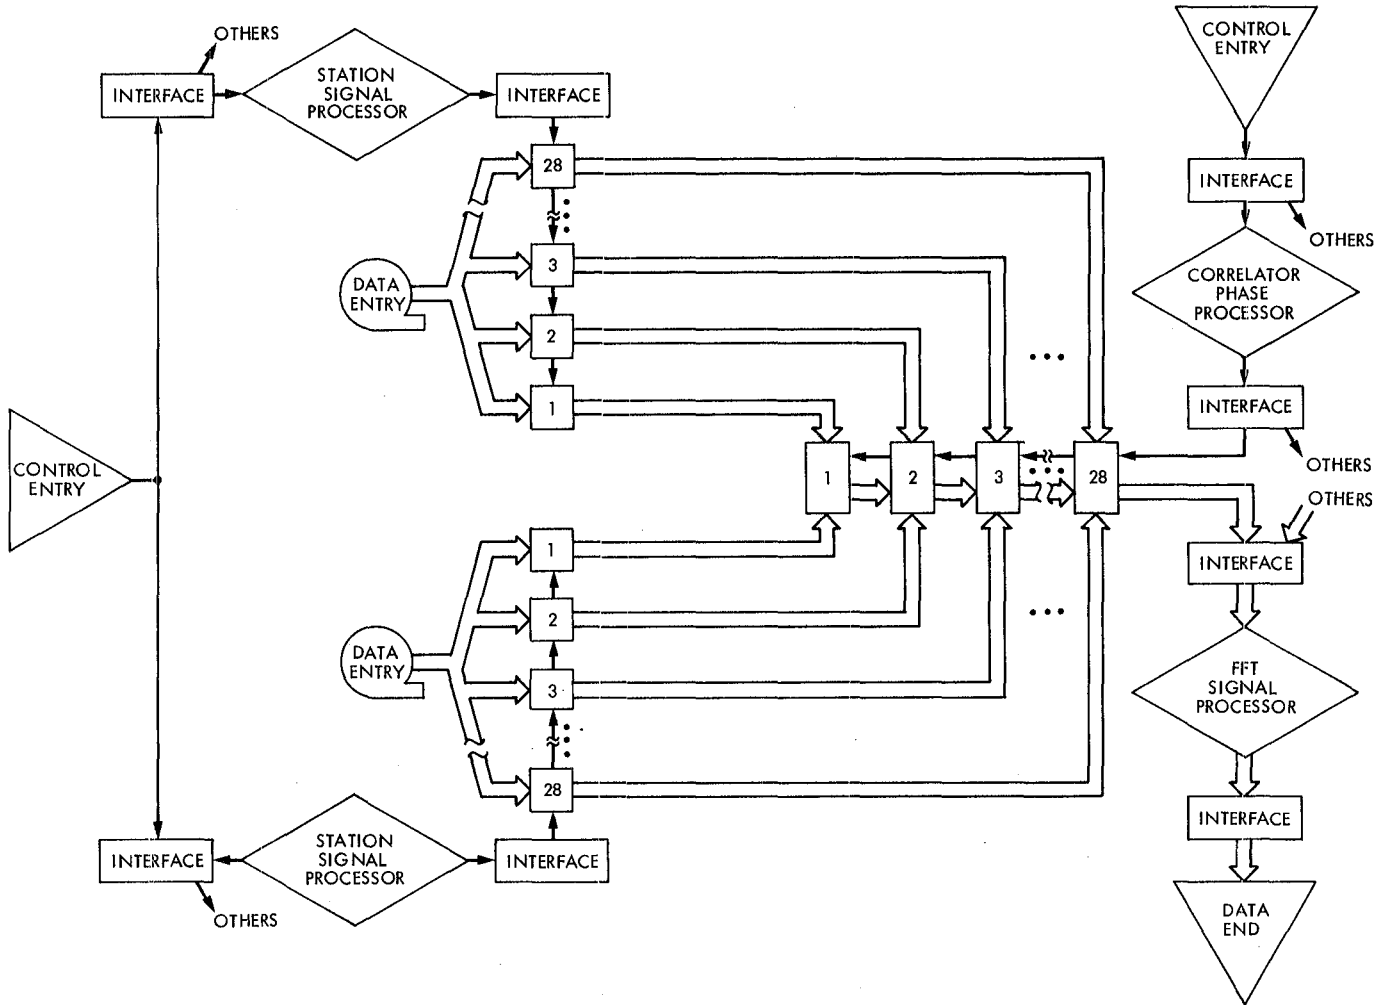 OTHERS
INTERFACE
STATION
SIGNAL
PROCESSOR
INTERFACE
CONTROL
ENTRY
INTERFACE
OTHERS
CORRELATOR
PHASE
PROCESSOR
INTERFACE
OTHERS
28
3
2
1
DATA
ENTRY
CONTROL
ENTRY
1
2
3
28
OTHERS
INTERFACE
1
2
3
28
DATA
ENTRY
FFT
SIGNAL
PROCESSOR
INTERFACE
INTERFACE
STATION
SIGNAL
PROCESSOR
INTERFACE
OTHERS
DATA
END